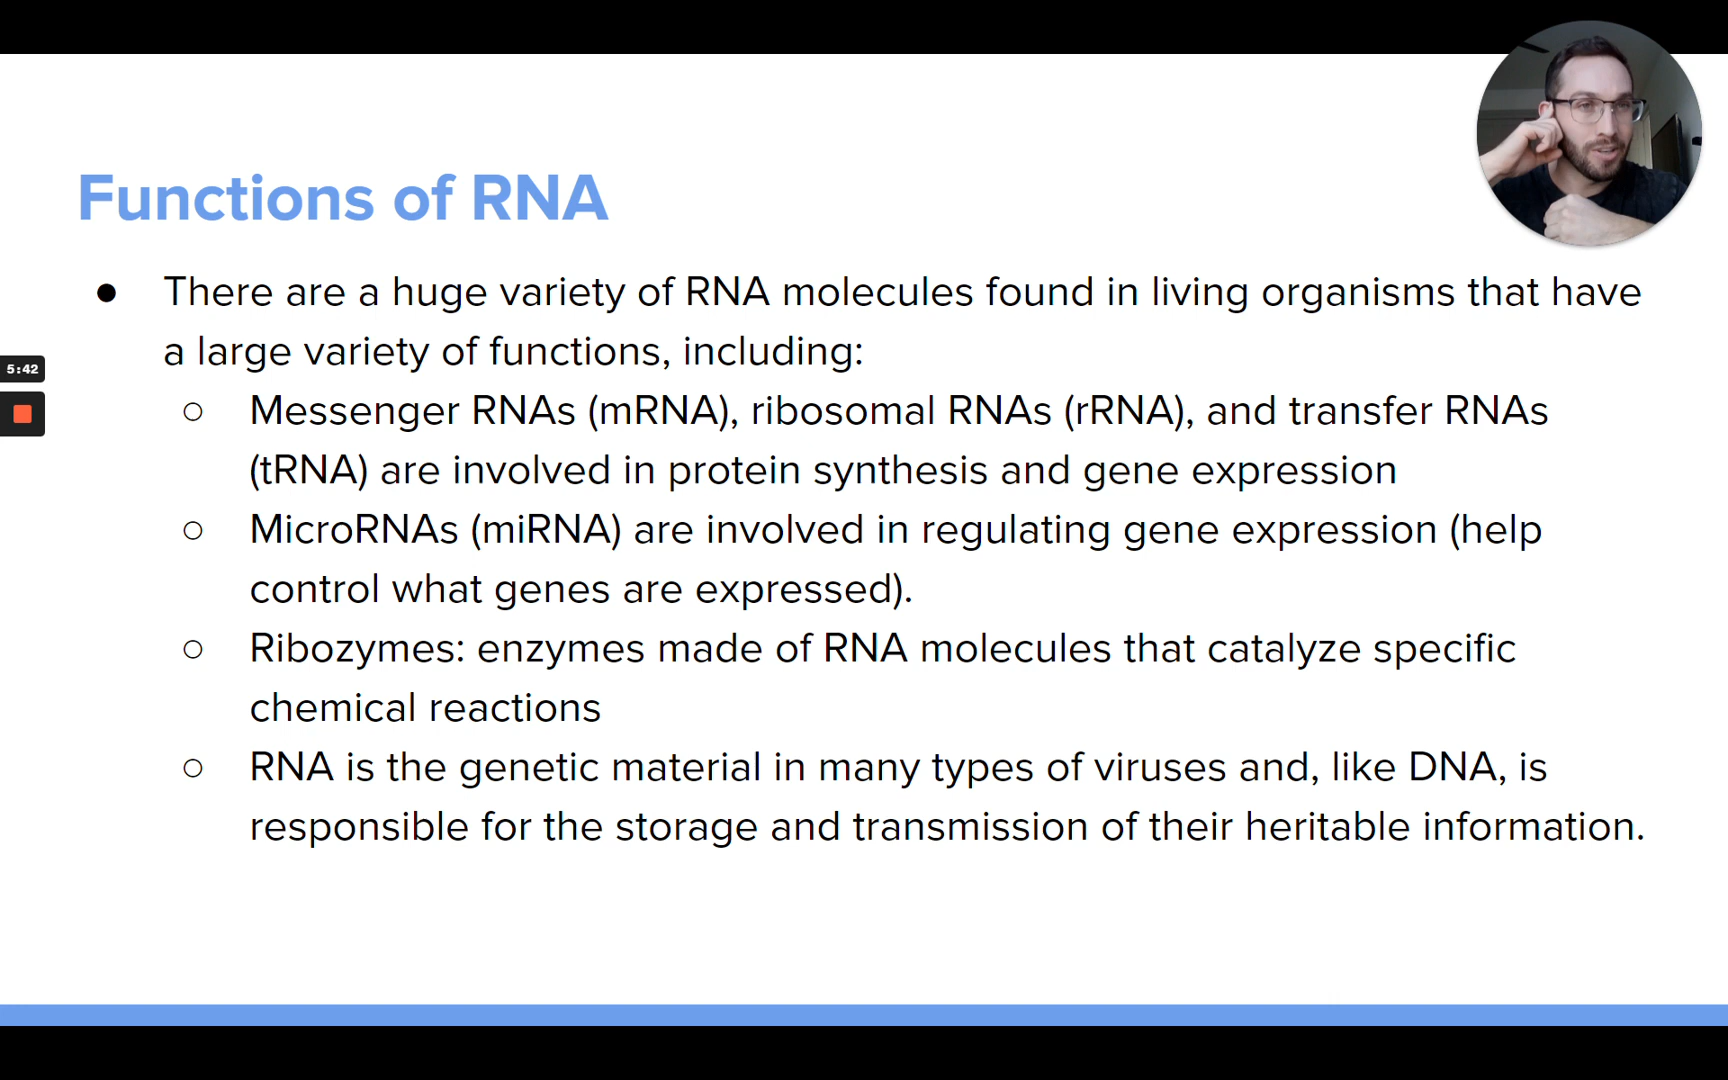 Functions of RNA
● There are a huge variety of RNA molecules found in living organisms that have
a large variety of functions, including:
○ Messenger RNAs (mRNA), ribosomal RNAs (rRNA), and transfer RNAs
(tRNA) are involved in protein synthesis and gene expression
○ MicroRNAs (miRNA) are involved in regulating gene expression (help
control what genes are expressed).
○ Ribozymes: enzymes made of RNA molecules that catalyze specific
chemical reactions
○ RNA is the genetic material in many types of viruses and, like DNA, is
responsible for the storage and transmission of their heritable information.
5:42